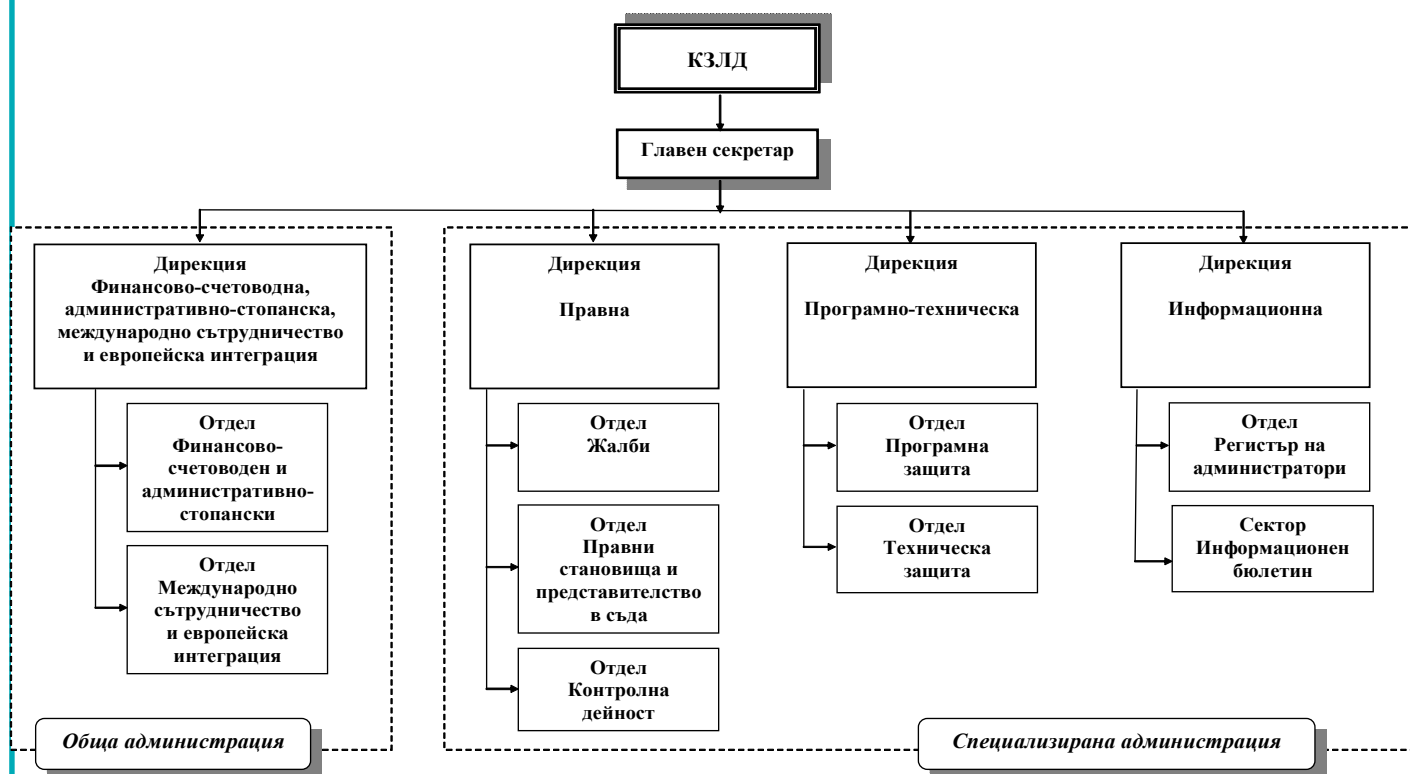 КЗЛД
Главен секретар
Дирекция
Финансово-счетоводна,
административно-стопанска,
международно сътрудничество
и европейска интеграция
Отдел
Финансово-
счетоводен и
административно-
стопански
Отдел
Международно
сътрудничество
и европейска
интеграция
Обща администрация
Дирекция
Правна
Отдел
Жалби
Отдел
Правни
становища и
представителство
в съда
Отдел
Контролна
дейност
Дирекция
Програмно-техническа
Отдел
Програмна
защита
Отдел
Техническа
защита
Дирекция
Информационна
Отдел
Регистър на
администратори
Сектор
Информационен
бюлетин
Специализирана администрация